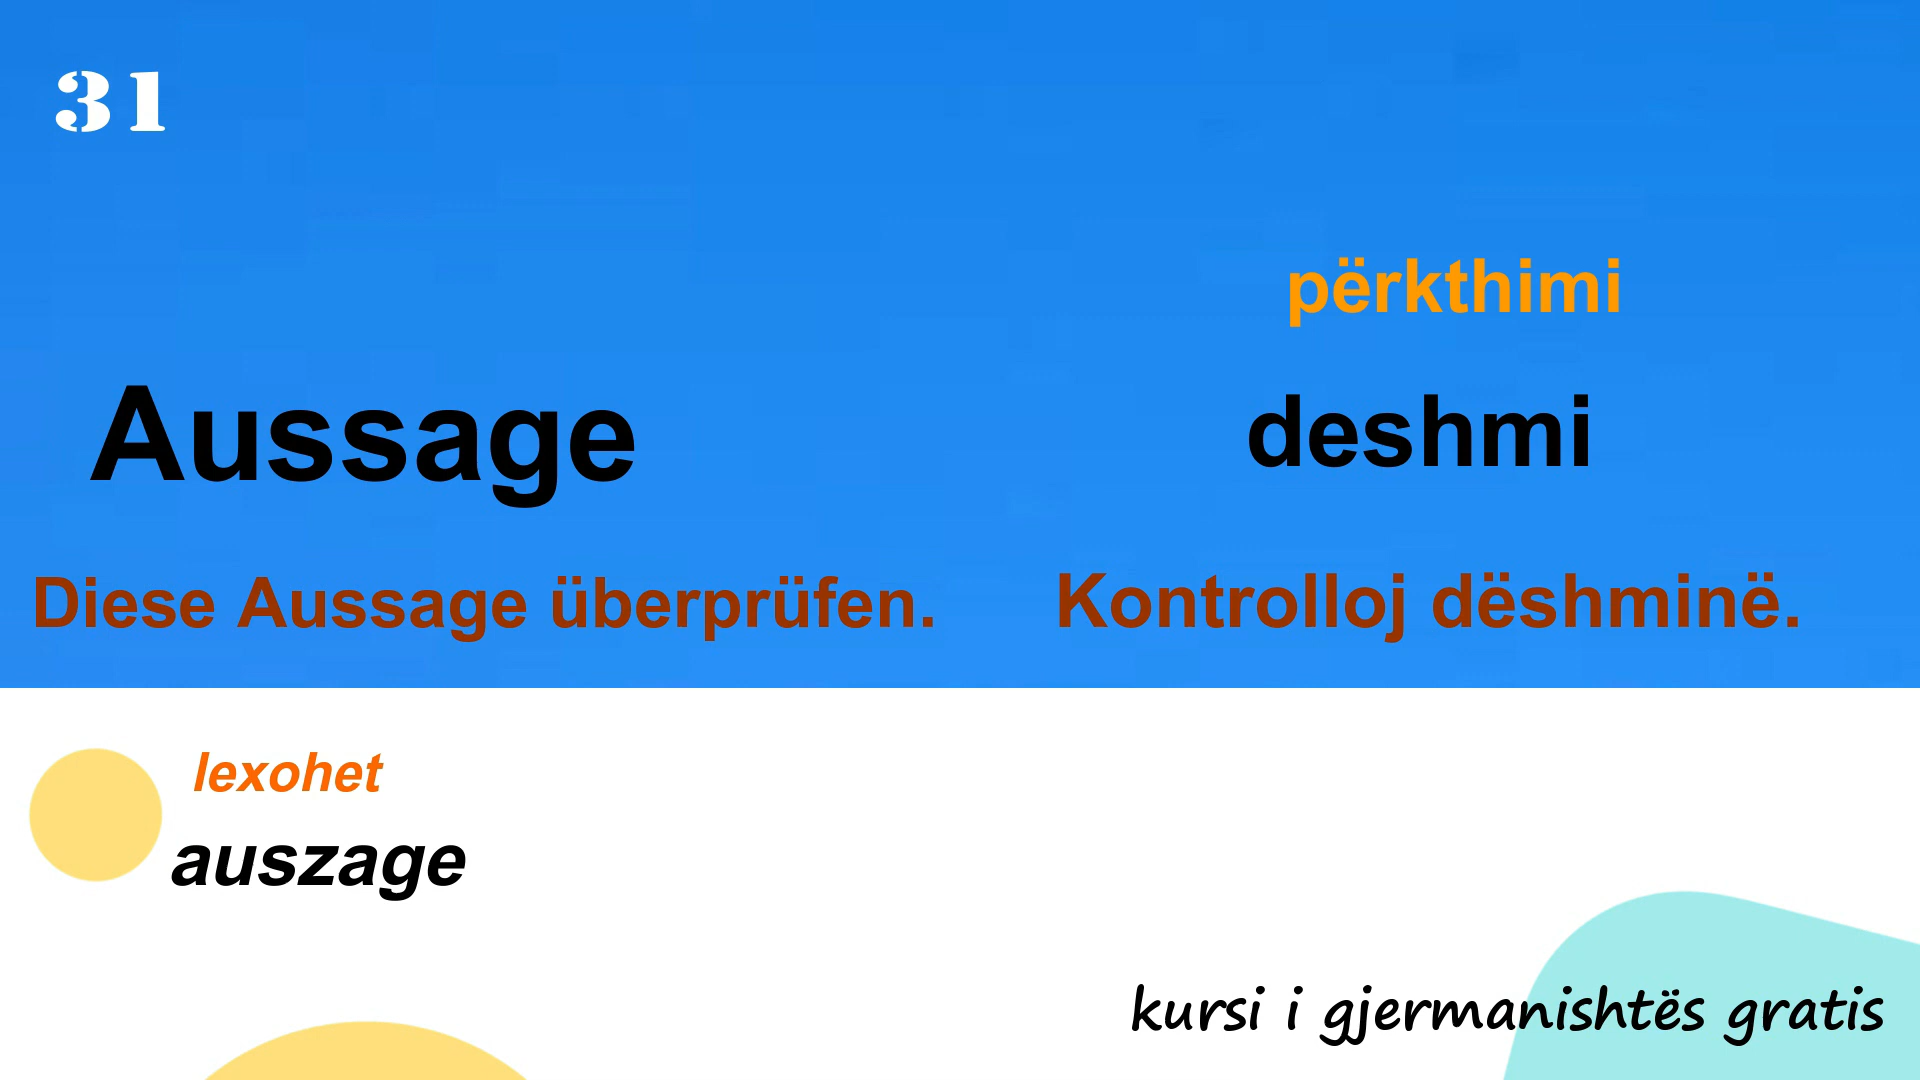 31
përkthimi
Aussage
deshmi
Diese Aussage überprüfen.
Kontrolloj dëshminë.
lexohet
auszage
kursi i gjermanishtës gratis